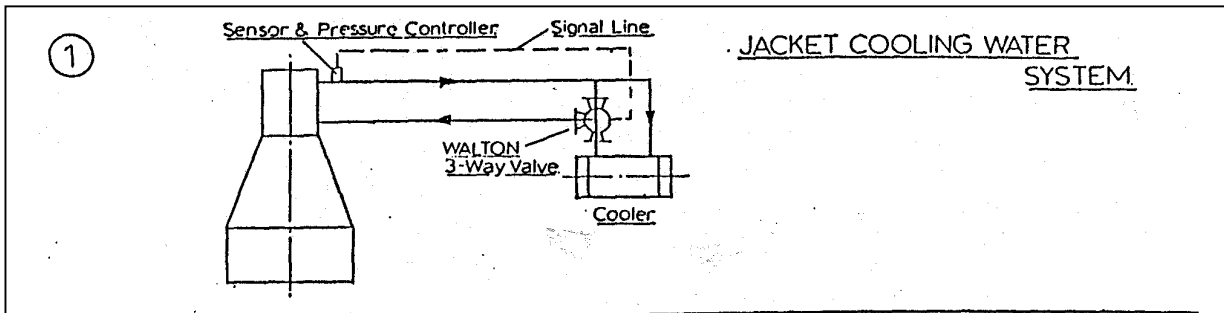 1
Sensor & Pressure Controller
Signal Line
JACKET COOLING WATER
SYSTEM.
WALTON
3-Way Valve
Cooler